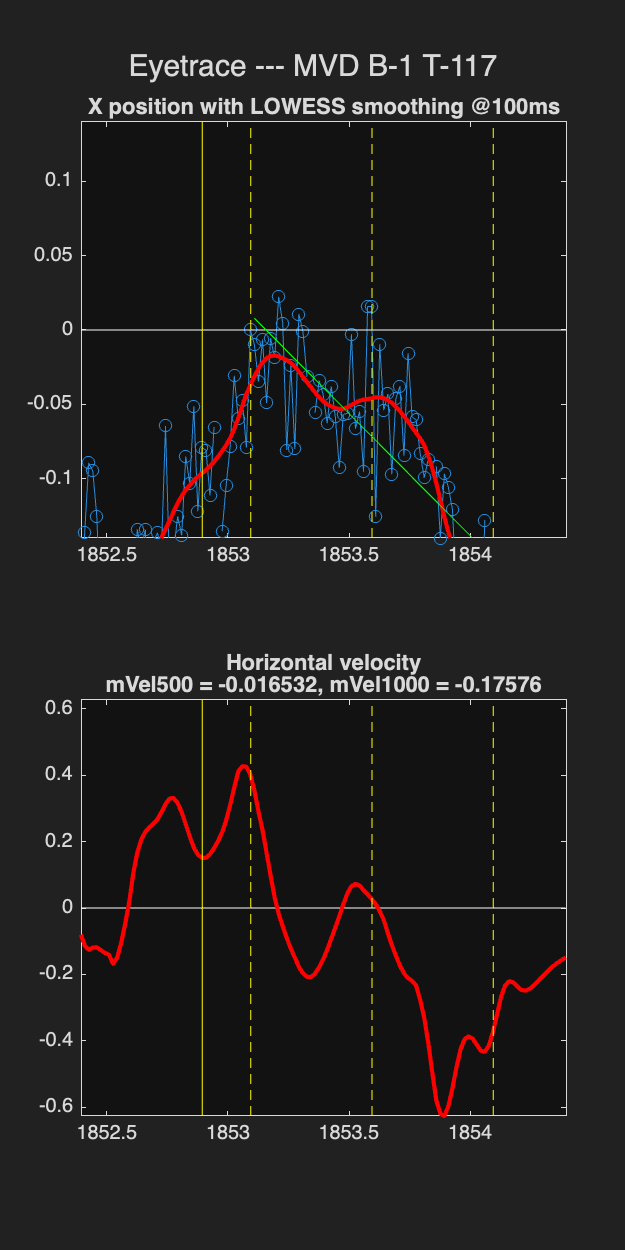 Eyetrace --- MVD B-1 T-117
X position with LOWESS smoothing @100ms
0.1
0.05
0
-0.05
-0.1
1852.5 1853 1853.5 1854
Horizontal velocity
mVel500 = -0.016532, mVel1000 = -0.17576
0.6
0.4
0.2
0
-0.2
-0.4
-0.6
1852.5 1853 1853.5 1854